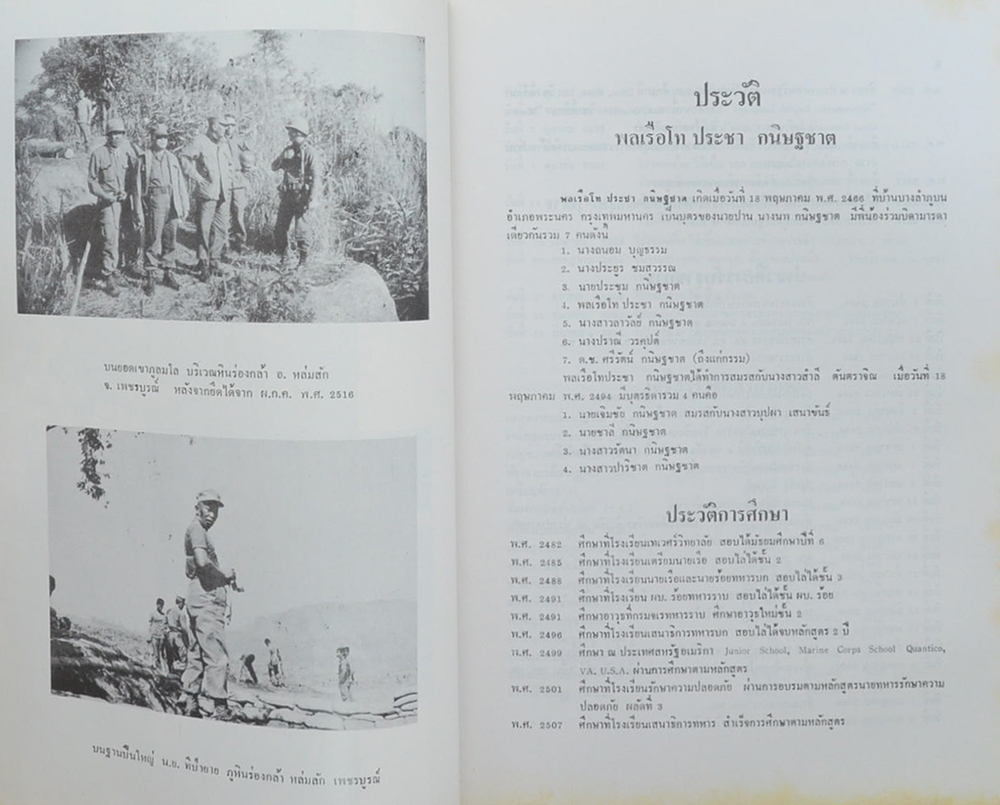 บนยอดเขาภูลมโล บริเวณหินร่องกล้า อ. หล่มสัก
จ. เพชรบูรณ์ หลังจากยึดได้จาก ผ.ก.ค. พ.ศ. 2516
บนฐานปืนใหญ่ น.ย. ที่ป่ายาย ภูหินร่องกล้า หล่มสัก เพชรบูรณ์
ประวัติ
พลเรือโท ประชา กนิษฐชาต
พลเรือโท ประชา กนิษฐชาต เกิดเมื่อวันที่ 18 พฤษภาคม พ.ศ. 2466 ที่บ้านบางลำภูบน
อำเภอพระนคร กรุงเทพมหานคร เป็นบุตรของนายปาน นางนพ กนิษฐชาต มีพี่น้องร่วมบิดามารดา
เดียวกันรวม 7 คนดังนี้
1. นางถนอม บุญธรรม
2. นางประยูร ชมสุวรรณ
3. นายประชุม กนิษฐชาต
4. พลเรือโท ประชา กนิษฐชาต
5. นางสาวลาวัลย์ กนิษฐชาต
6. นางปราณี วรคุปต์
7. ด.ช. ศรีรัตน์ กนิษฐชาต (ถึงแก่กรรม)
พลเรือโทประชา กนิษฐชาต ได้ทำการสมรสกับนางสาวสำลี ตันตราจิณ เมื่อวันที่ 18
พฤษภาคม พ.ศ. 2494 มีบุตรธิดารวม 4 คนคือ
1. นายเจิมชัย กนิษฐชาต สมรสกับนางสาวบุปผา เสนาขันธ์
2. นายชาลี กนิษฐชาต
3. นางสาวรัตนา กนิษฐชาต
4. นางสาวปาริชาต กนิษฐชาต
ประวัติการศึกษา
พ.ศ. 2482 ศึกษาที่โรงเรียนเทเวศร์วิทยาลัย สอบได้มัธยมศึกษาปีที่ 6
พ.ศ. 2485 ศึกษาที่โรงเรียนเตรียมนายเรือ สอบไล่ได้ชั้น 2
พ.ศ. 2488 ศึกษาที่โรงเรียนนายเรือและนายร้อยทหารบก สอบไล่ได้ชั้น 3
พ.ศ. 2491 ศึกษาที่โรงเรียน ผบ. ร้อยทหารราบ สอบไล่ได้ชั้น ผบ. ร้อย
พ.ศ. 2491 ศึกษาอาวุธที่กรมจเรทหารราบ ศึกษาอาวุธใหม่ชั้น 2
พ.ศ. 2496 ศึกษาที่โรงเรียนเสนาธิการทหารบก สอบไล่ได้จบหลักสูตร 2 ปี
พ.ศ. 2499 ศึกษา ณ ประเทศสหรัฐอเมริกา Junior School, Marine Corps School Quantico,
VA. U.S.A. ผ่านการศึกษาตามหลักสูตร
พ.ศ. 2501 ศึกษาที่โรงเรียนรักษาความปลอดภัย ผ่านการอบรมตามหลักสูตรนายทหารรักษาความ
ปลอดภัย ผลัดที่ 3
พ.ศ. 2507 ศึกษาที่โรงเรียนเสนาธิการทหาร สำเร็จการศึกษาตามหลักสูตร